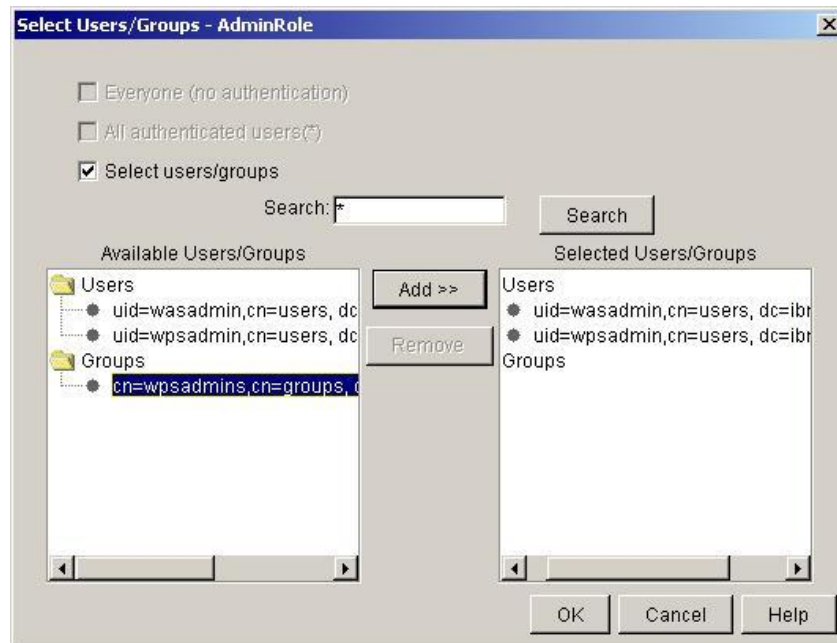 Select Users/Groups - AdminRole
Everyone (no authentication)
All authenticated users(*)
Select users/groups
Search: *
Search
Available Users/Groups
Selected Users/Groups
Users
uid=wasadmin,cn=users, dc
uid=wpsadmin,cn=users, dc
Groups
cn=wpsadmins,cn=groups,
Add >>
Remove
Users
uid=wasadmin,cn=users, dc=ibr
uid=wpsadmin,cn=users, dc=ibr
Groups
OK
Cancel
Help